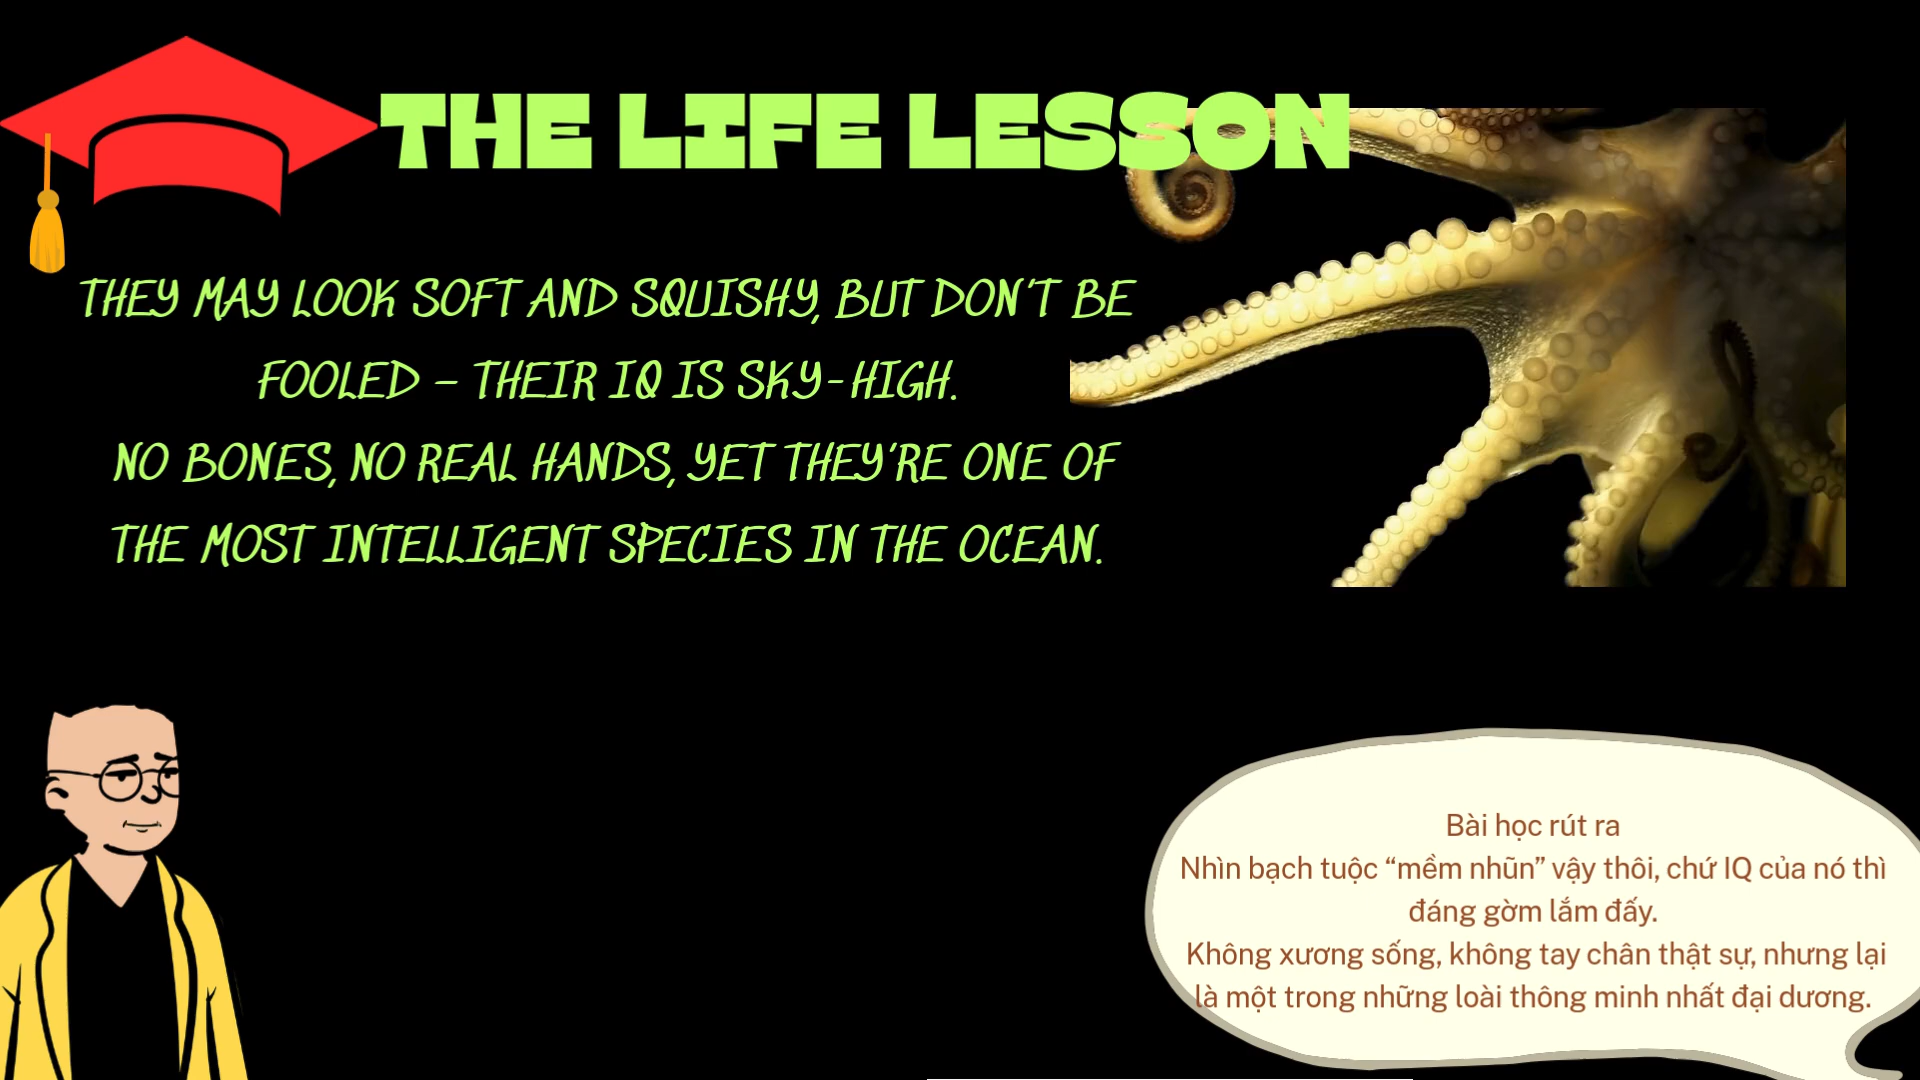 THE LIFE LESSON
THEY MAY LOOK SOFT AND SQUISHY, BUT DON'T BE
FOOLED – THEIR IQ IS SKY-HIGH.
NO BONES, NO REAL HANDS, YET THEY'RE ONE OF
THE MOST INTELLIGENT SPECIES IN THE OCEAN.
Bài học rút ra
Nhìn bạch tuộc “mềm nhũn” vậy thôi, chứ IQ của nó thì
đáng gờm lắm đấy.
Không xương sống, không tay chân thật sự, nhưng lại
là một trong những loài thông minh nhất đại dương.